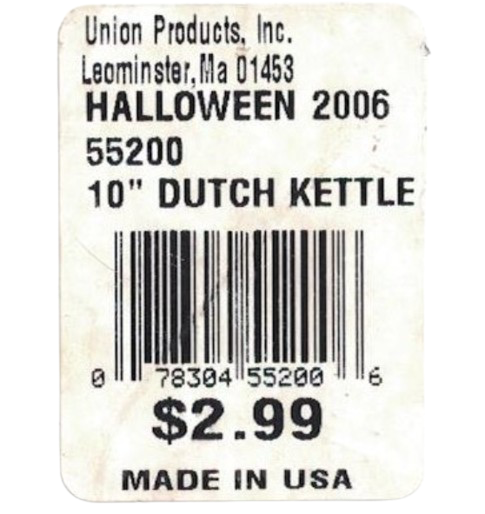 Union Products, Inc.
Leominster, Ma 01453
HALLOWEEN 2006
55200
10" DUTCH KETTLE
0 78304 55200 6
$2.99
MADE IN USA